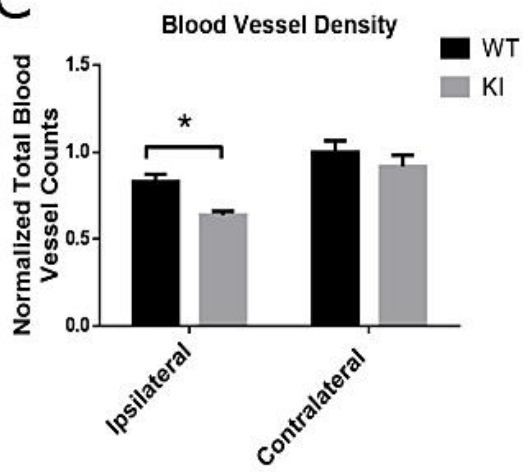 C
Blood Vessel Density
WT
KI
Normalized Total Blood
Vessel Counts
1.5
1.0
0.5
0.0
*
Ipsilateral
Contralateral